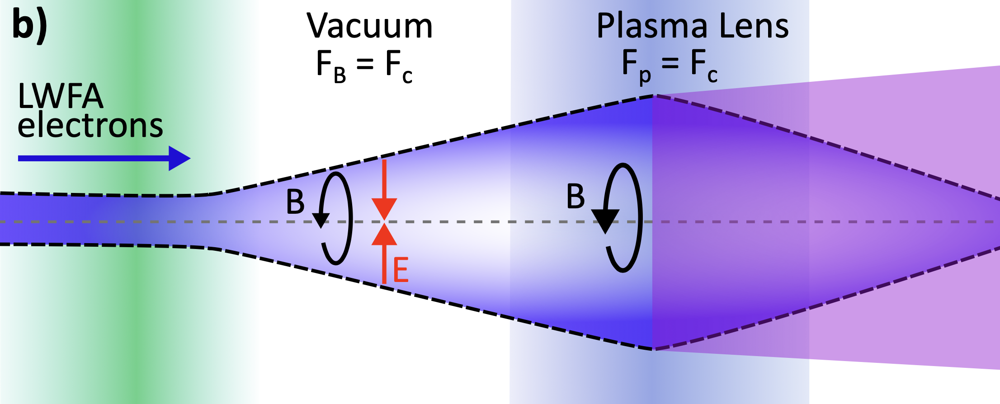 b)
Vacuum
F_B = F_c
Plasma Lens
F_p = F_c
LWFA
electrons
B
E
B